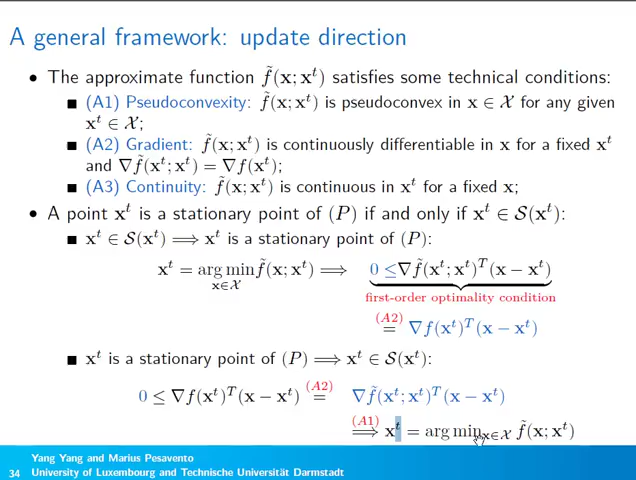 A general framework: update direction
• The approximate function f̃(x; xᵗ) satisfies some technical conditions:
■ (A1) Pseudoconvexity: f̃(x; xᵗ) is pseudoconvex in x ∈ 𝒳 for any given
xᵗ ∈ 𝒳;
■ (A2) Gradient: f̃(x; xᵗ) is continuously differentiable in x for a fixed xᵗ
and ∇f̃(xᵗ; xᵗ) = ∇f(xᵗ);
■ (A3) Continuity: f̃(x; xᵗ) is continuous in xᵗ for a fixed x;
• A point xᵗ is a stationary point of (P) if and only if xᵗ ∈ 𝒮(xᵗ):
■ xᵗ ∈ 𝒮(xᵗ) ⟹ xᵗ is a stationary point of (P):
xᵗ = arg min f̃(x; xᵗ) ⟹ 0 ≤ ∇f̃(xᵗ; xᵗ)ᵀ(x − xᵗ)
x∈𝒳
first-order optimality condition
(A2)
= ∇f(xᵗ)ᵀ(x − xᵗ)
■ xᵗ is a stationary point of (P) ⟹ xᵗ ∈ 𝒮(xᵗ):
(A2)
0 ≤ ∇f(xᵗ)ᵀ(x − xᵗ) = ∇f̃(xᵗ; xᵗ)ᵀ(x − xᵗ)
(A1)
⟹ xᵗ = arg minₓ∈𝒳 f̃(x; xᵗ)
Yang Yang and Marius Pesavento
34 University of Luxembourg and Technische Universität Darmstadt